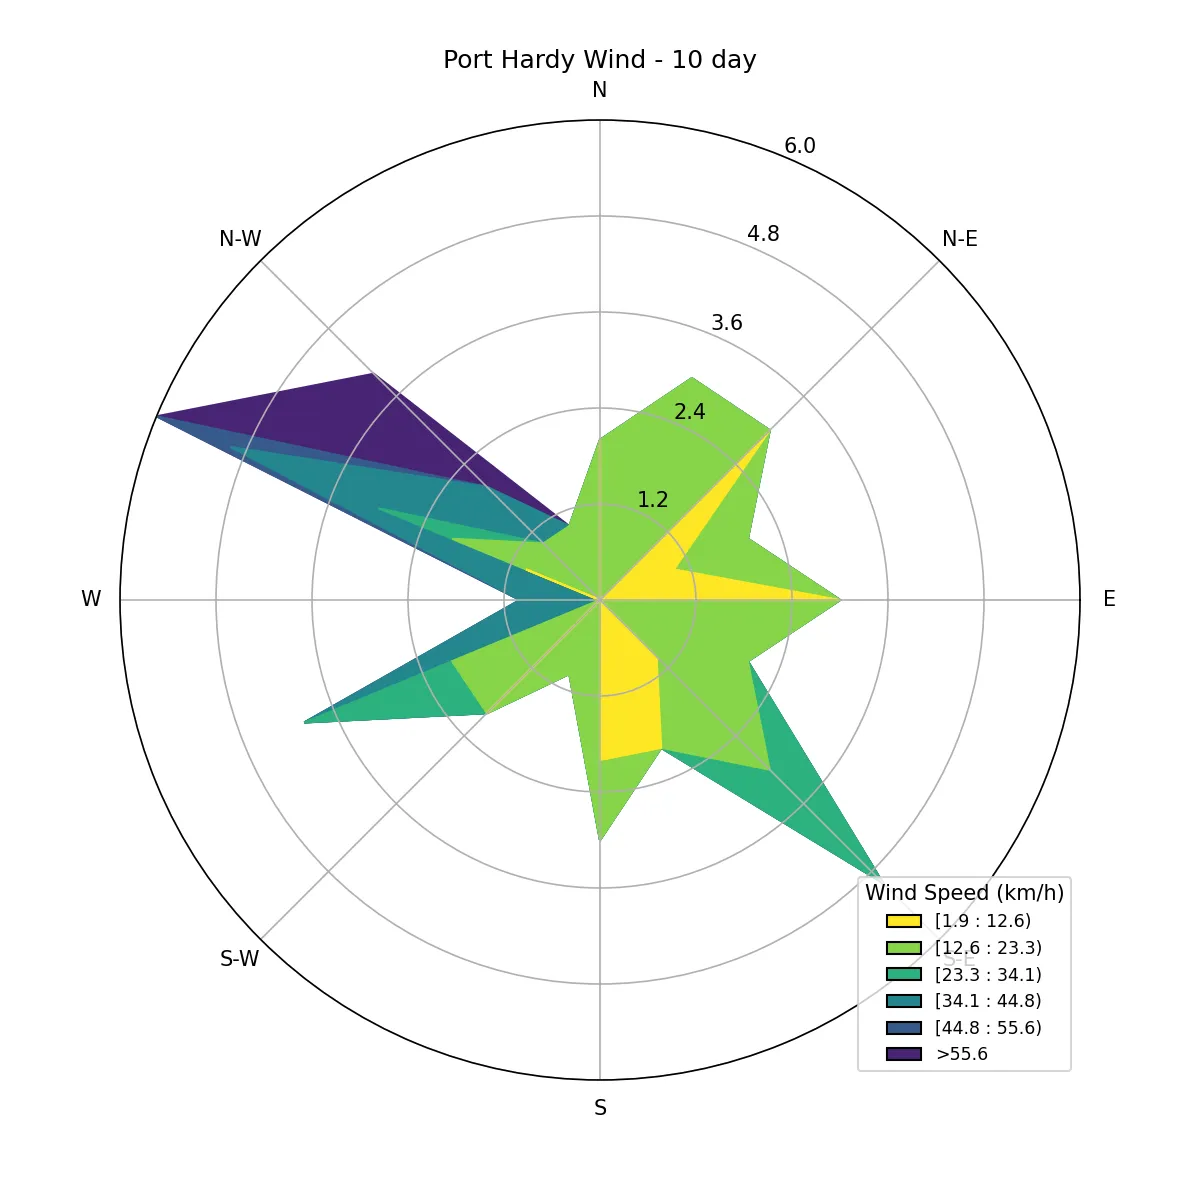 Port Hardy Wind - 10 day
N
6.0
4.8
N-W
N-E
3.6
2.4
1.2
W
E
Wind Speed (km/h)
[1.9 : 12.6)
[12.6 : 23.3)
S-W
S-E
[23.3 : 34.1)
[34.1 : 44.8)
[44.8 : 55.6)
>55.6
S